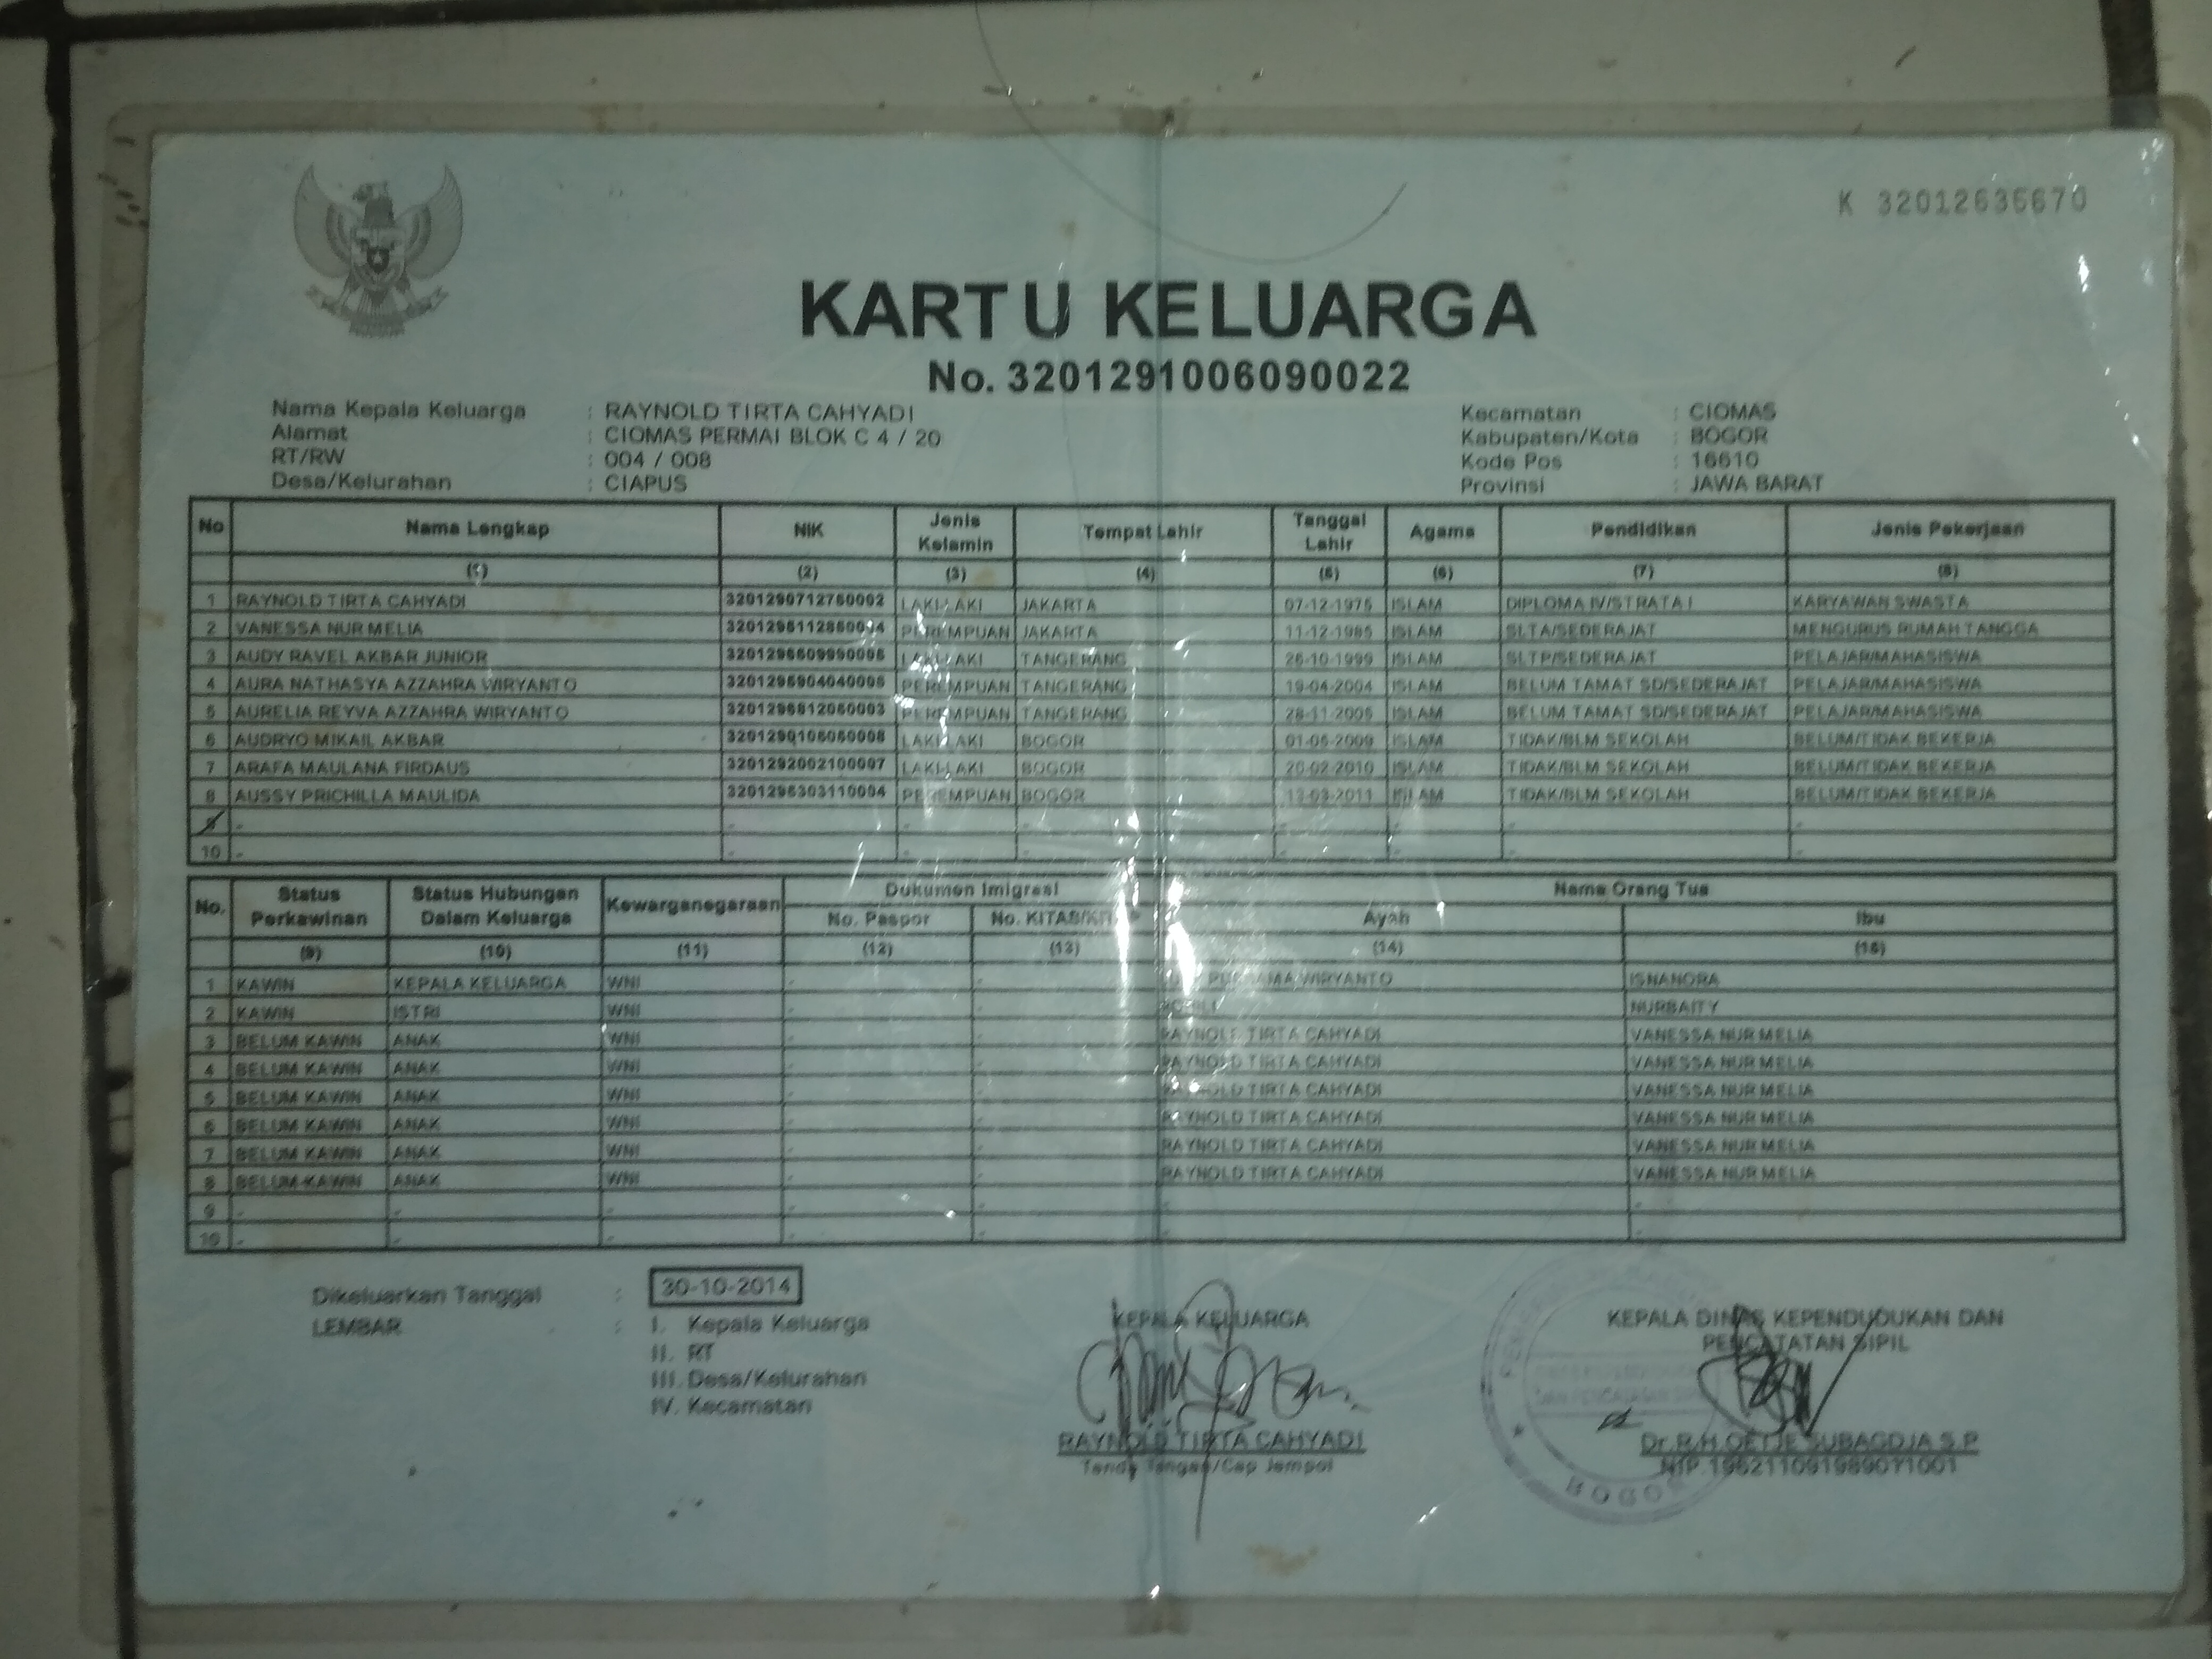 K 32012635670
KARTU KELUARGA
No. 3201291006090022
Nama Kepala Keluarga : RAYNOLD TIRTA CAHYADI Kecamatan : CIOMAS
Alamat : CIOMAS PERMAI BLOK C 4 / 20 Kabupaten/Kota : BOGOR
RT/RW : 004 / 008 Kode Pos : 16610
Desa/Kelurahan : CIAPUS Provinsi : JAWA BARAT
No Nama Lengkap NIK Jenis Kelamin Tempat Lahir Tanggal Lahir Agama Pendidikan Jenis Pekerjaan
(1) (2) (3) (4) (5) (6) (7) (8)
1 RAYNOLD TIRTA CAHYADI LAKI-LAKI JAKARTA 07-12-1975 ISLAM DIPLOMA IV/STRATA I KARYAWAN SWASTA
2 VANESSA NUR MELIA PEREMPUAN JAKARTA 11-12-1985 ISLAM SLTA/SEDERAJAT MENGURUS RUMAH TANGGA
3 AUDY RAVEL AKBAR JUNIOR LAKI-LAKI TANGERANG 26-10-1999 ISLAM SLTP/SEDERAJAT PELAJAR/MAHASISWA
4 AURA NATHASYA AZZAHRA WIRYANTO PEREMPUAN TANGERANG 19-04-2004 ISLAM BELUM TAMAT SD/SEDERAJAT PELAJAR/MAHASISWA
5 AURELIA REYVA AZZAHRA WIRYANTO PEREMPUAN TANGERANG 28-11-2005 ISLAM BELUM TAMAT SD/SEDERAJAT PELAJAR/MAHASISWA
6 AUDRYO MIKAIL AKBAR LAKI-LAKI BOGOR ISLAM TIDAK/BLM SEKOLAH BELUM/TIDAK BEKERJA
7 ARAFA MAULANA FIRDAUS 3201292002100007 LAKI-LAKI BOGOR 20-02-2010 ISLAM TIDAK/BLM SEKOLAH BELUM/TIDAK BEKERJA
8 AUSSY PRICHILLA MAULIDA PEREMPUAN BOGOR 13-03-2011 ISLAM TIDAK/BLM SEKOLAH BELUM/TIDAK BEKERJA
9 - - - - - - - -
10 - - - - - - - -
No. Status Perkawinan Status Hubungan Dalam Keluarga Kewarganegaraan Dokumen Imigrasi Nama Orang Tua
No. Paspor Ayah Ibu
(9) (10) (11) (12) (13) (14) (15)
1 KAWIN KEPALA KELUARGA WNI - - WIRYANTO ISNANORA
2 KAWIN ISTRI WNI - - NURBAITY
3 BELUM KAWIN ANAK WNI - - RAYNOLD TIRTA CAHYADI VANESSA NUR MELIA
4 BELUM KAWIN ANAK WNI - - RAYNOLD TIRTA CAHYADI VANESSA NUR MELIA
5 BELUM KAWIN ANAK WNI - - RAYNOLD TIRTA CAHYADI VANESSA NUR MELIA
6 BELUM KAWIN ANAK WNI - - RAYNOLD TIRTA CAHYADI VANESSA NUR MELIA
7 BELUM KAWIN ANAK WNI - - RAYNOLD TIRTA CAHYADI VANESSA NUR MELIA
8 BELUM KAWIN ANAK WNI - - RAYNOLD TIRTA CAHYADI VANESSA NUR MELIA
9 - - - - - - -
10 - - - - - - -
Dikeluarkan Tanggal : 30-10-2014
LEMBAR : I. Kepala Keluarga
II. RT
III. Desa/Kelurahan
IV. Kecamatan
KEPALA KELUARGA
RAYNOLD TIRTA CAHYADI
Tanda Tangan/Cap Jempol
KEPALA DINAS KEPENDUDUKAN DAN
PENCATATAN SIPIL
Dr.R.H.OETJE SUBAGDJA S.P
NIP.
BOGOR